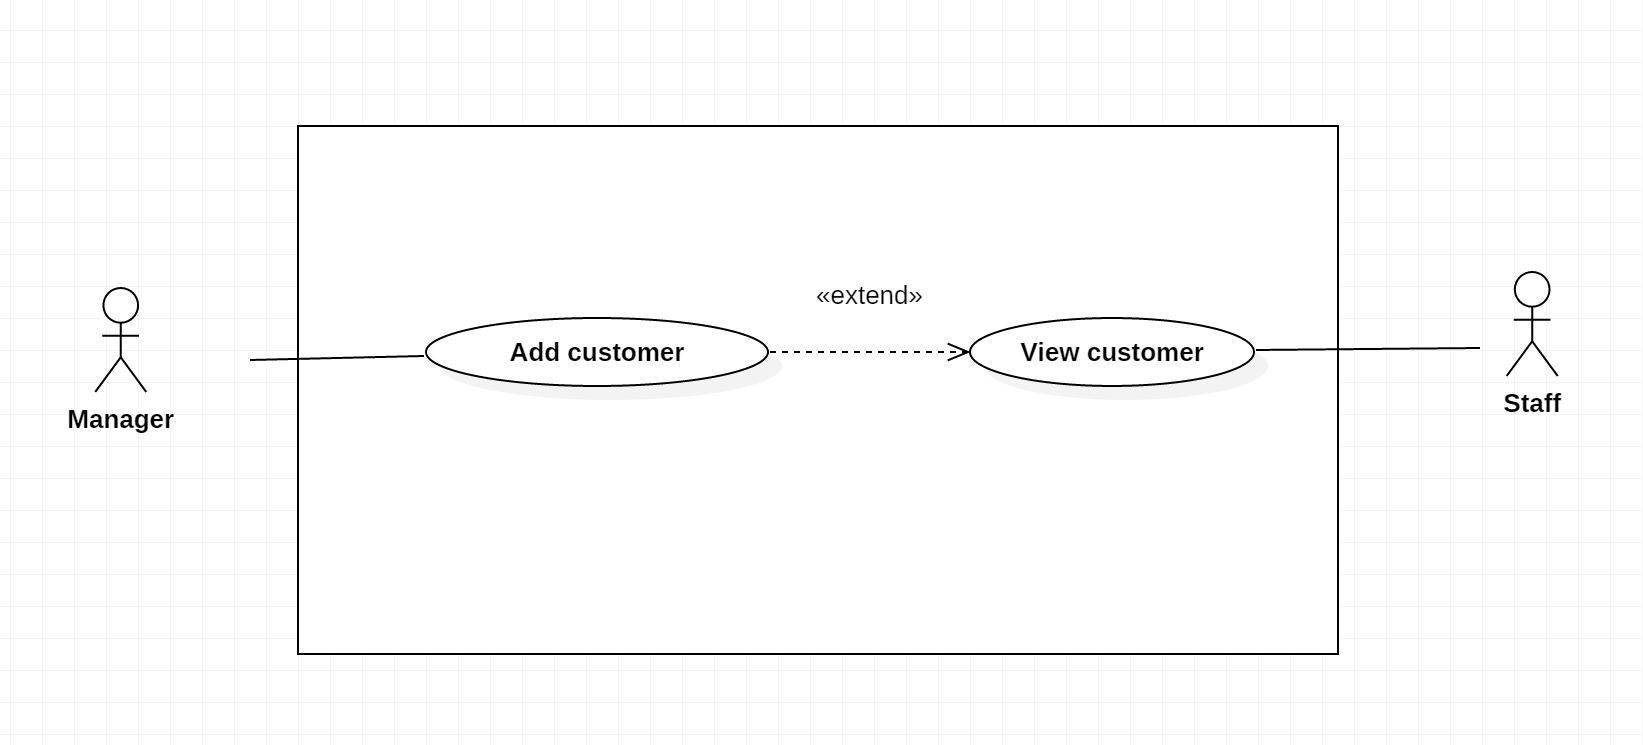 «extend»
Add customer
View customer
Manager
Staff